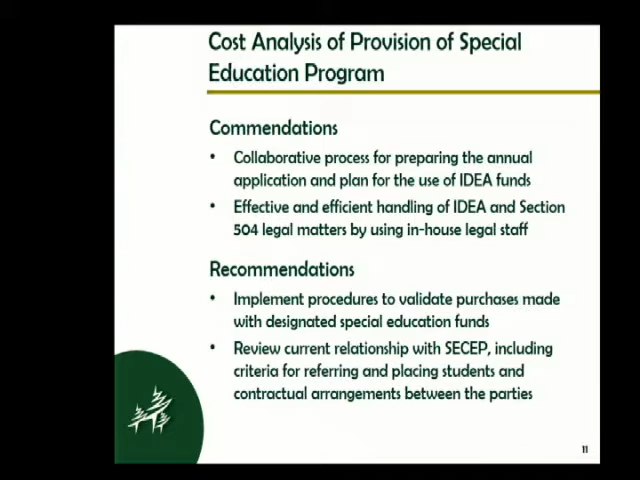 Cost Analysis of Provision of Special
Education Program
Commendations
• Collaborative process for preparing the annual
application and plan for the use of IDEA funds
• Effective and efficient handling of IDEA and Section
504 legal matters by using in-house legal staff
Recommendations
• Implement procedures to validate purchases made
with designated special education funds
• Review current relationship with SECEP, including
criteria for referring and placing students and
contractual arrangements between the parties
11